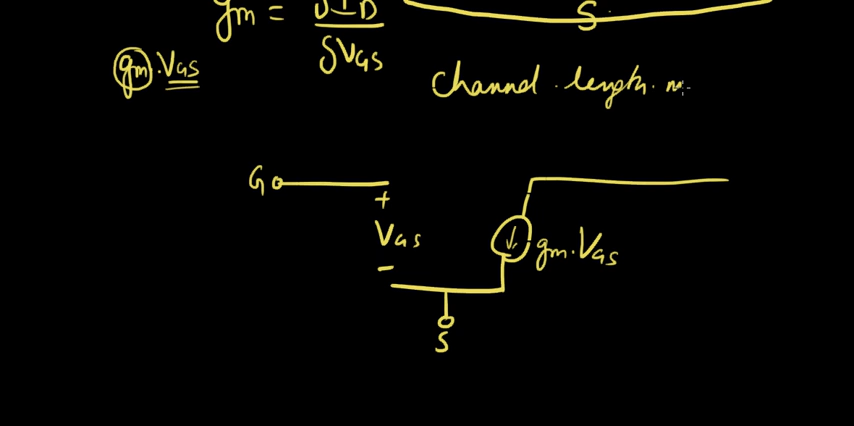 gm = δID / δVGS
S
gm.VGS
Channel length m
G
+
VGS
-
gm.VGS
S